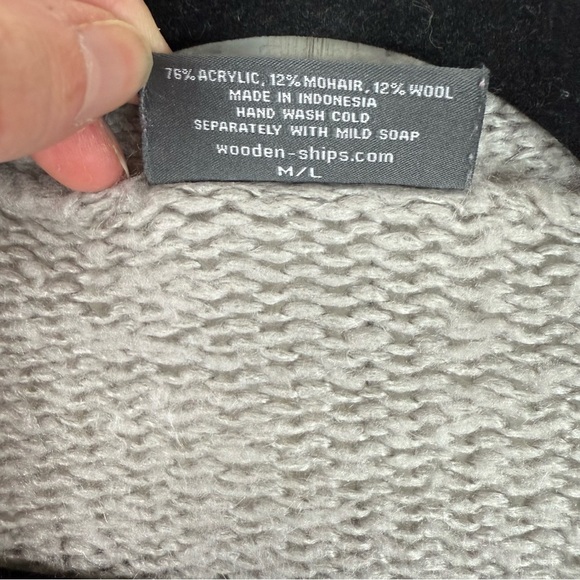 76% ACRYLIC, 12% MOHAIR, 12% WOOL
MADE IN INDONESIA
HAND WASH COLD
SEPARATELY WITH MILD SOAP
wooden-ships.com
M/L